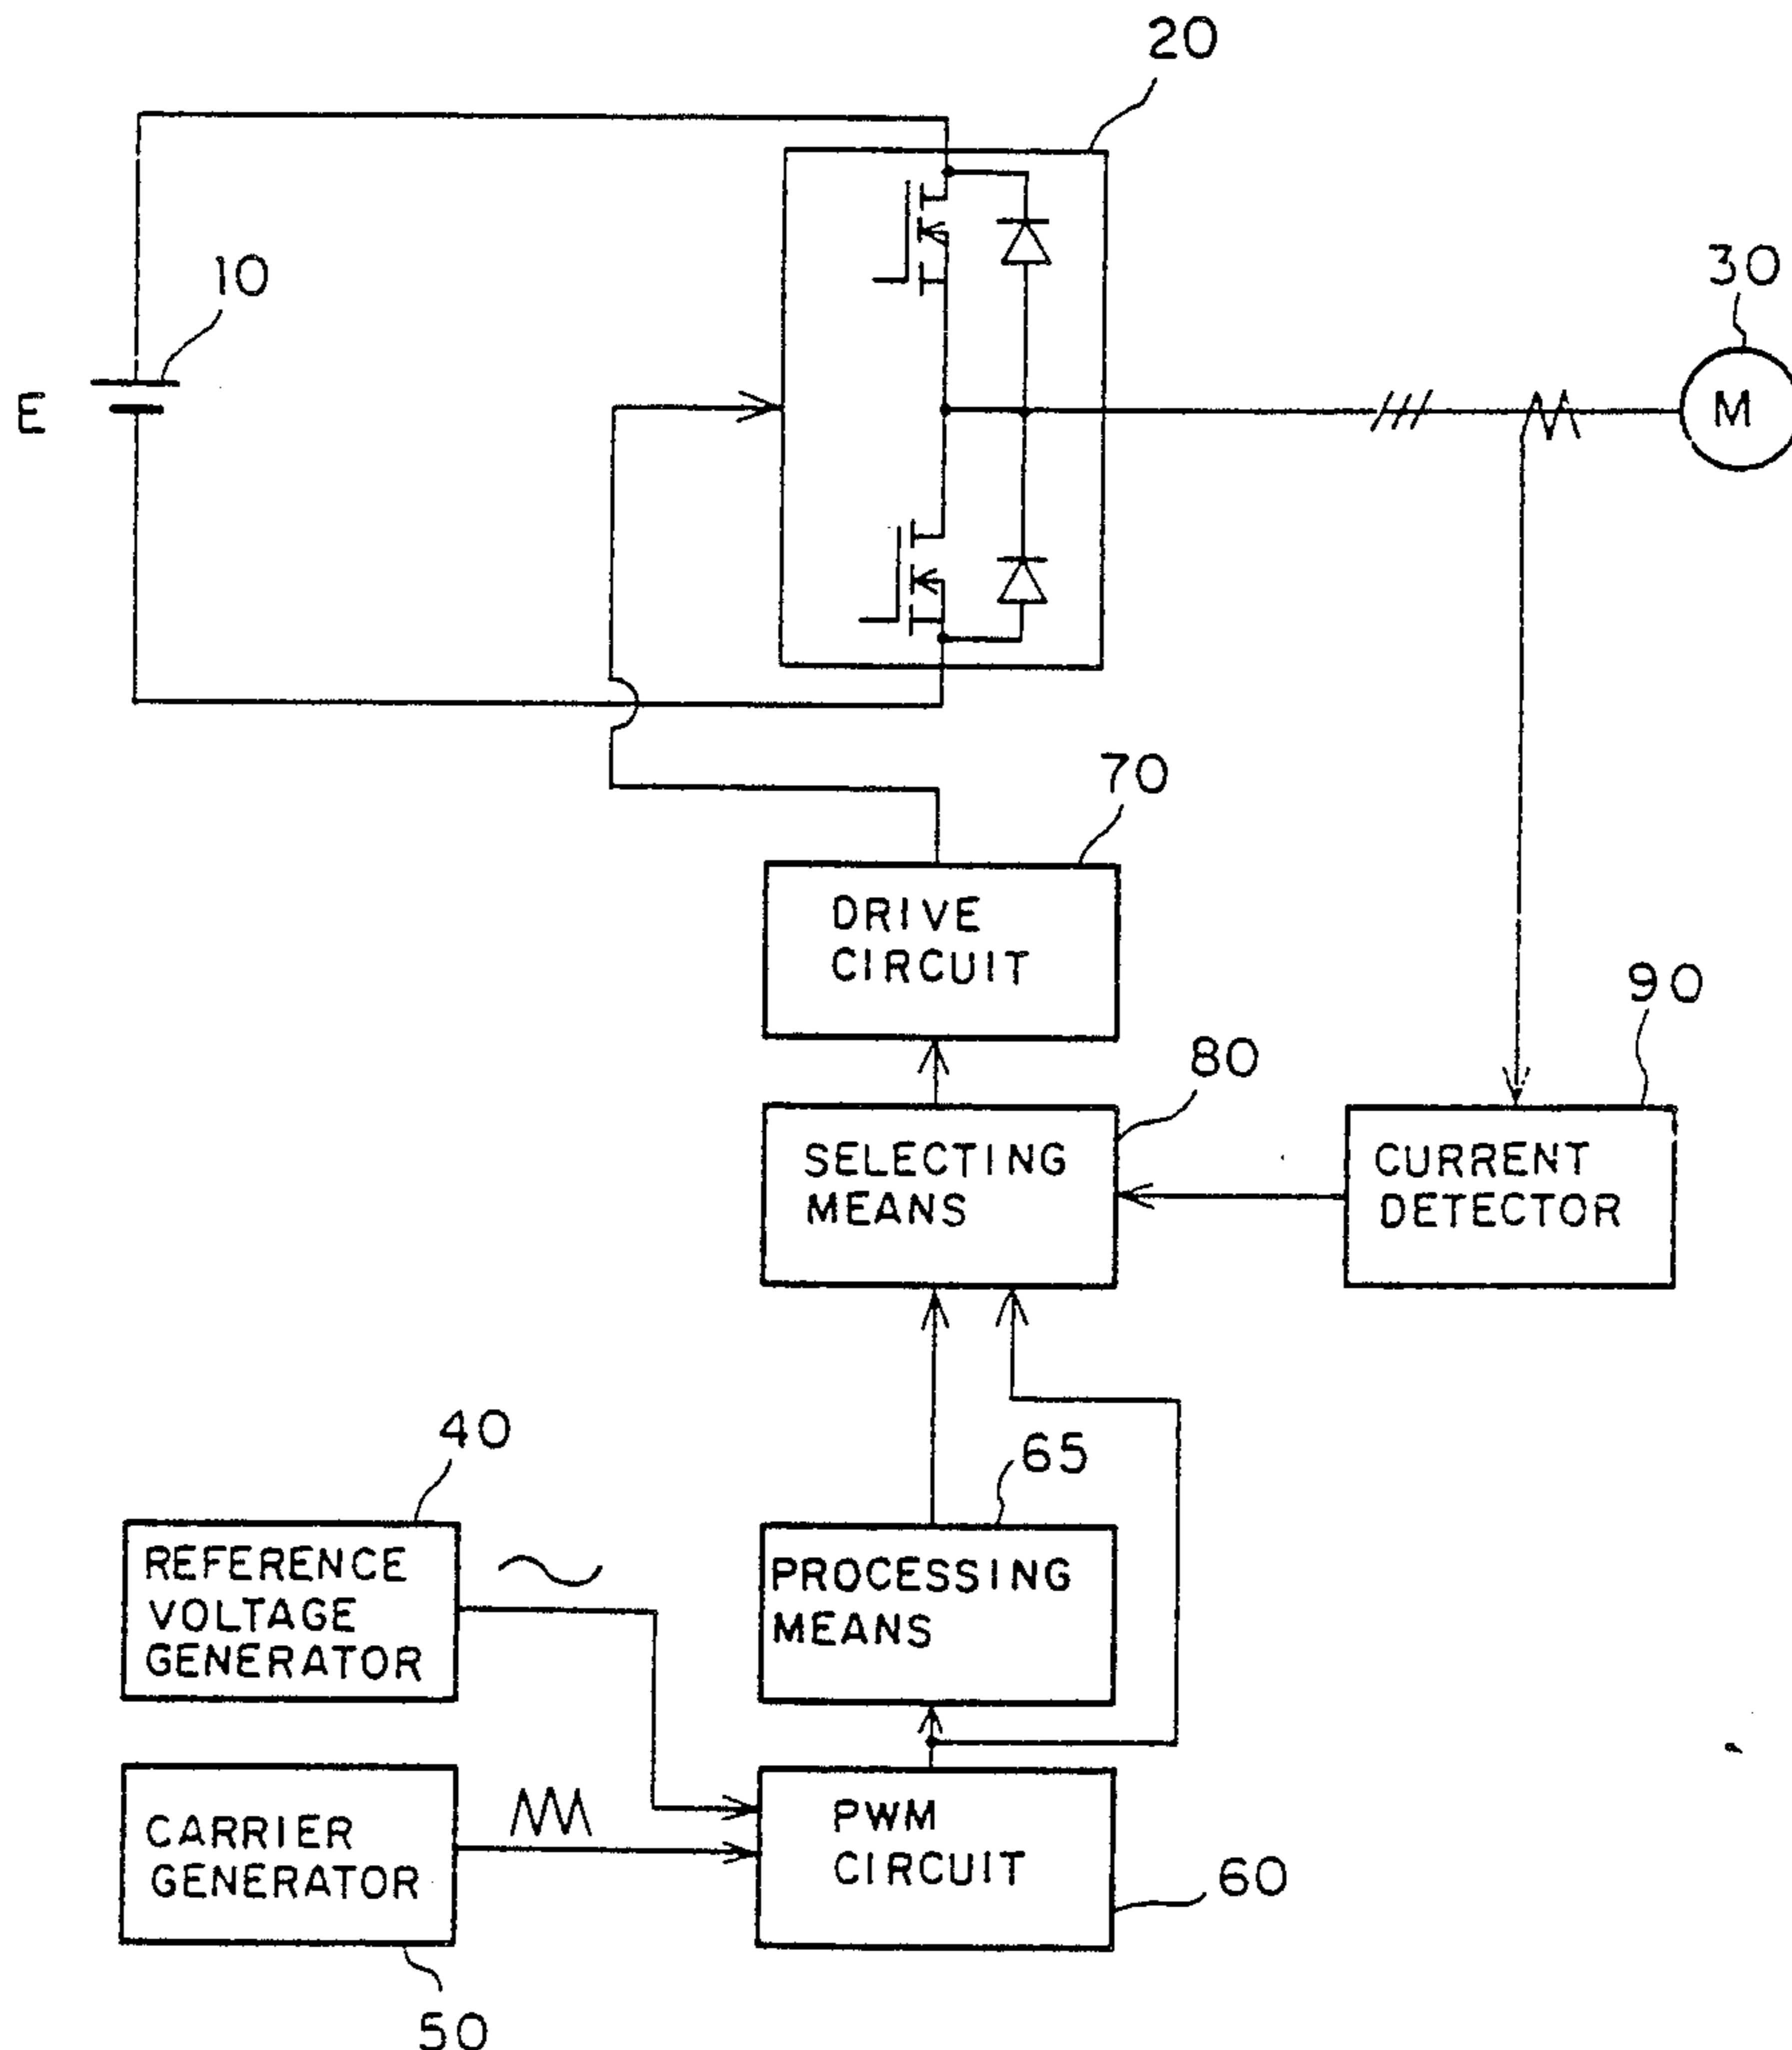 20
10
30
E
M
70
DRIVE
CIRCUIT
90
80
SELECTING
MEANS
CURRENT
DETECTOR
40
65
REFERENCE
VOLTAGE
GENERATOR
PROCESSING
MEANS
CARRIER
GENERATOR
PWM
CIRCUIT
60
50